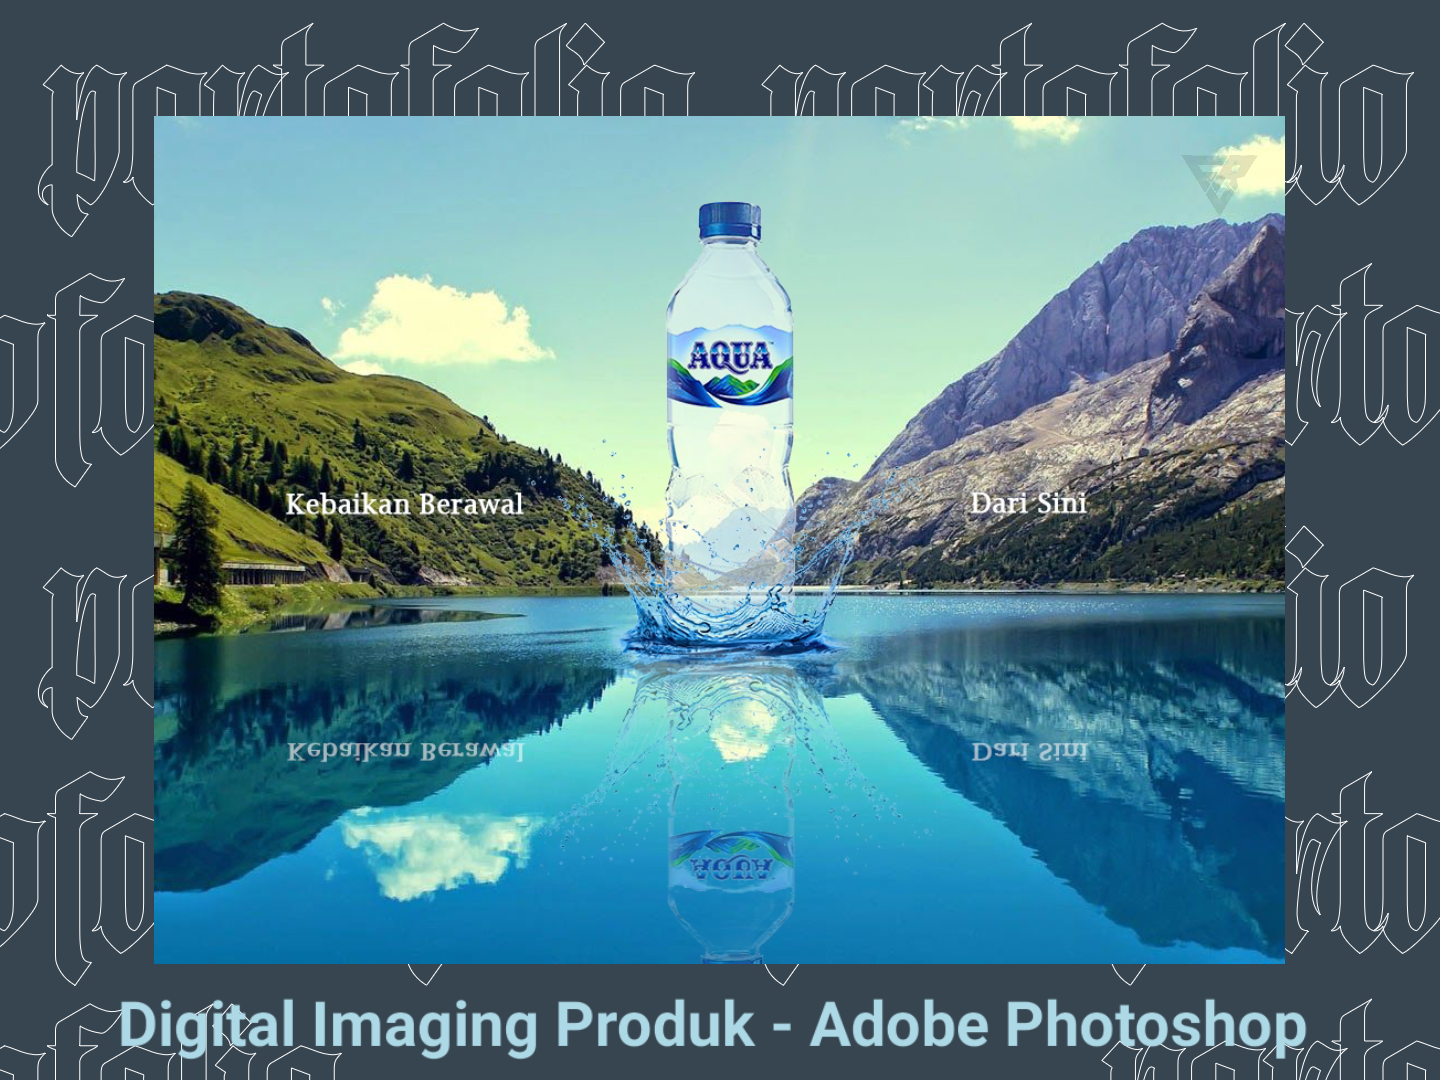 portofolio portofolio
AQUA
Kebaikan Berawal
Dari Sini
Kebaikan Berawal
Dari Sini
AQUA
Digital Imaging Produk - Adobe Photoshop